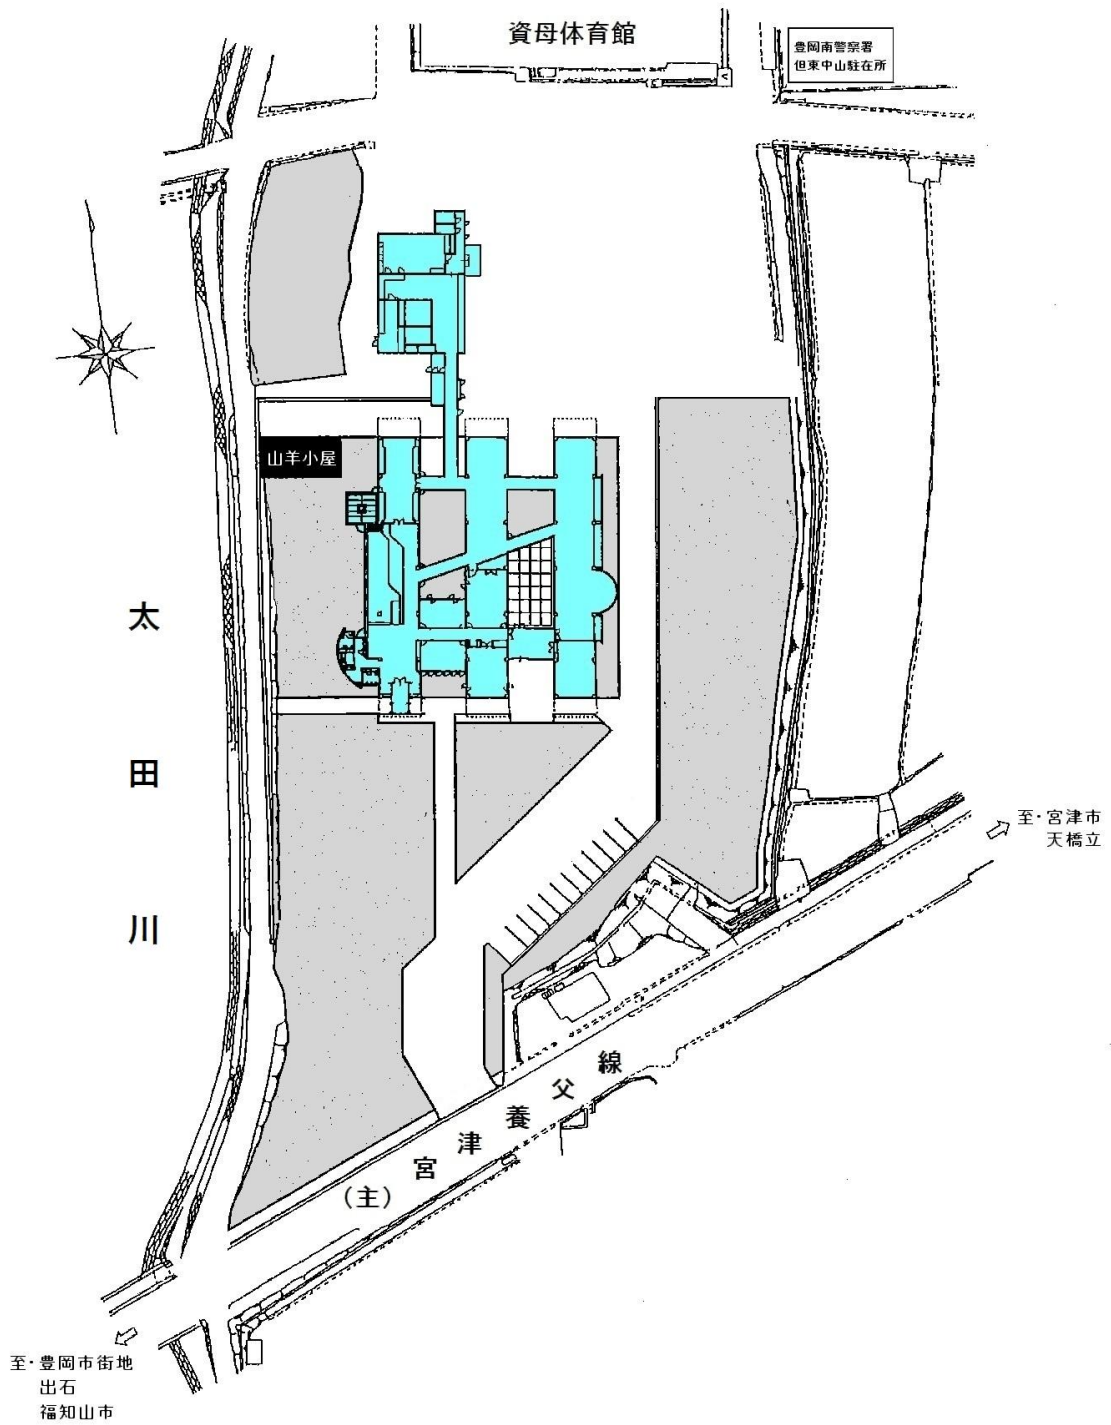 資母体育館
豊岡南警察署
但東中山駐在所
山羊小屋
太田川
至・宮津市
天橋立
(主)宮津養父線
至・豊岡市街地
出石
福知山市